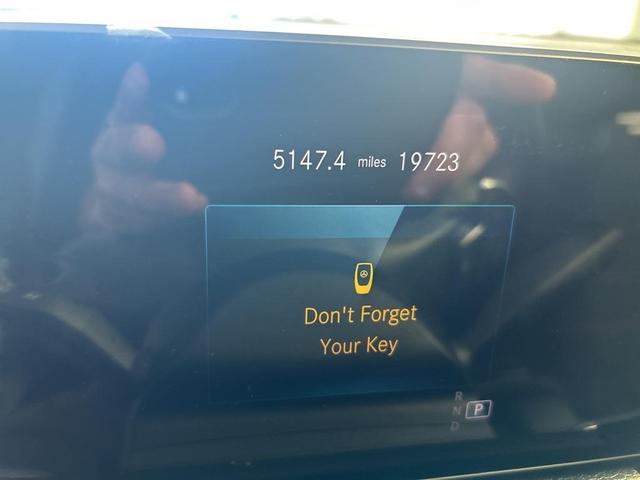 5147.4 miles 19723
Don't Forget
Your Key
R
N P
D